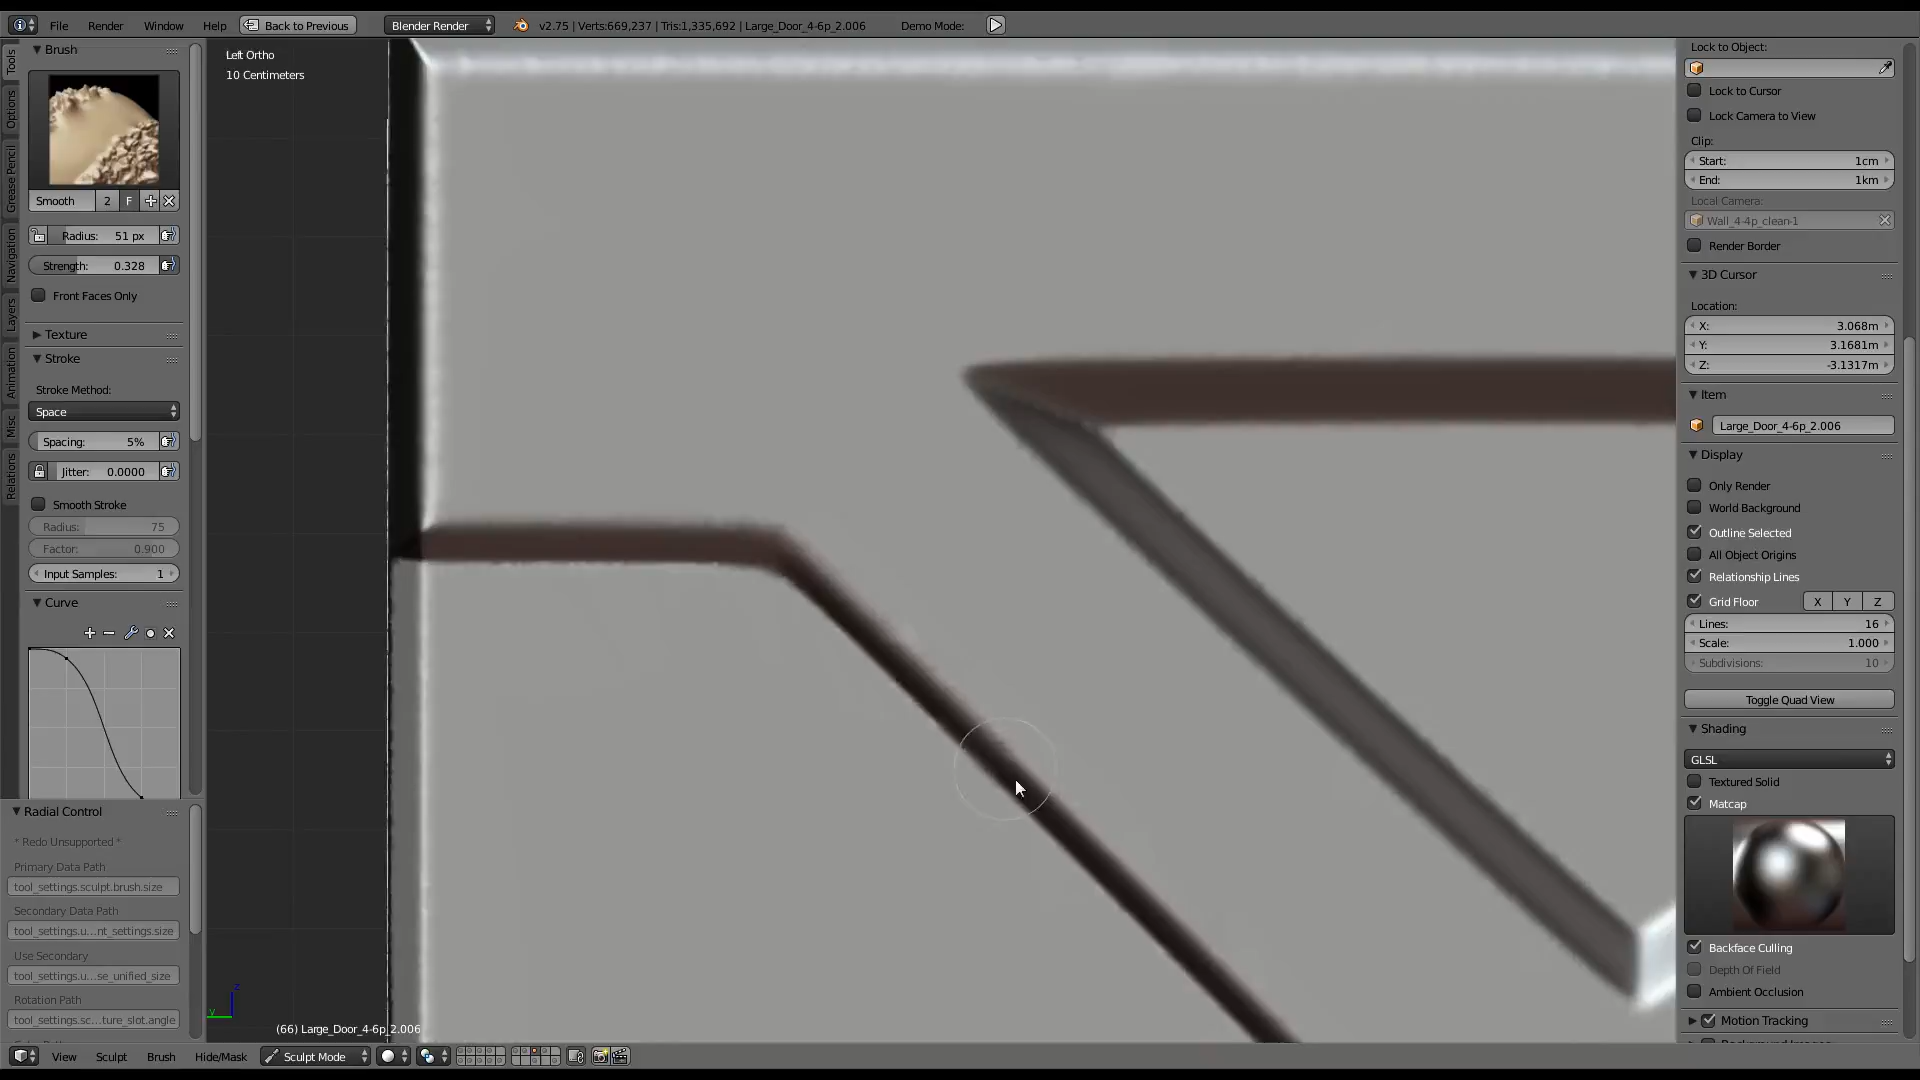 File Render Window Help Back to Previous Blender Render v2.75 | Verts:669,237 | Tris:1,335,692 | Large_Door_4-6p_2.006 Demo Mode:
Tools
Options
Grease Pencil
Navigation
Layers
Animation
Misc
Relations
Brush
Smooth 2 F
Radius: 51 px
Strength: 0.328
Front Faces Only
Texture
Stroke
Stroke Method:
Space
Spacing: 5%
Jitter: 0.0000
Smooth Stroke
Radius: 75
Factor: 0.900
Input Samples: 1
Curve
Radial Control
* Redo Unsupported *
Primary Data Path
tool_settings.sculpt.brush.size
Secondary Data Path
tool_settings.u...nt_settings.size
Use Secondary
tool_settings.u...se_unified_size
Rotation Path
tool_settings.sc...ture_slot.angle
Left Ortho
10 Centimeters
z
y
(66) Large_Door_4-6p_2.006
View Sculpt Brush Hide/Mask Sculpt Mode
Lock to Object:
Lock to Cursor
Lock Camera to View
Clip:
Start: 1cm
End: 1km
Local Camera:
Wall_4-4p_clean-1
Render Border
3D Cursor
Location:
X: 3.068m
Y: 3.1681m
Z: -3.1317m
Item
Large_Door_4-6p_2.006
Display
Only Render
World Background
Outline Selected
All Object Origins
Relationship Lines
Grid Floor X Y Z
Lines: 16
Scale: 1.000
Subdivisions: 10
Toggle Quad View
Shading
GLSL
Textured Solid
Matcap
Backface Culling
Depth Of Field
Ambient Occlusion
Motion Tracking